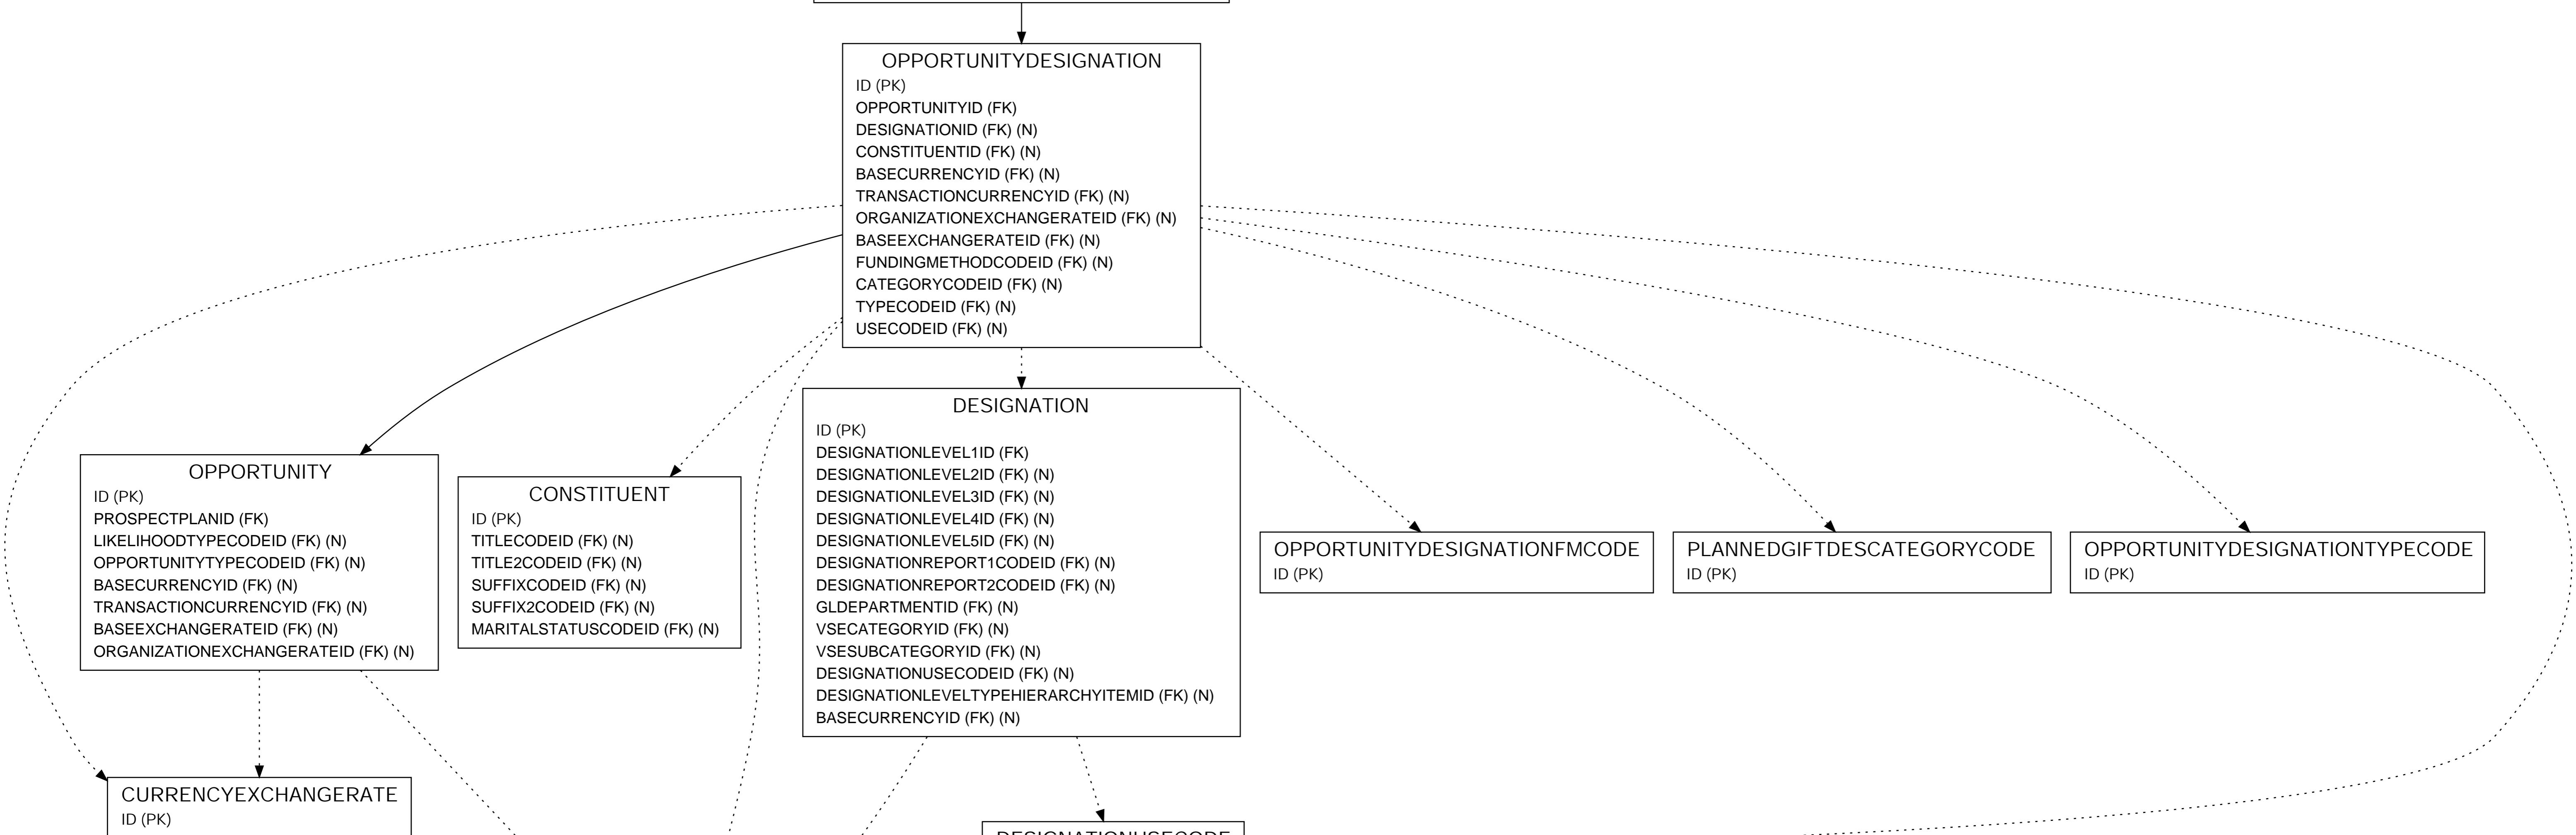 OPPORTUNITYDESIGNATION
ID (PK)
OPPORTUNITYID (FK)
DESIGNATIONID (FK) (N)
CONSTITUENTID (FK) (N)
BASECURRENCYID (FK) (N)
TRANSACTIONCURRENCYID (FK) (N)
ORGANIZATIONEXCHANGERATEID (FK) (N)
BASEEXCHANGERATEID (FK) (N)
FUNDINGMETHODCODEID (FK) (N)
CATEGORYCODEID (FK) (N)
TYPECODEID (FK) (N)
USECODEID (FK) (N)
OPPORTUNITY
ID (PK)
PROSPECTPLANID (FK)
LIKELIHOODTYPECODEID (FK) (N)
OPPORTUNITYTYPECODEID (FK) (N)
BASECURRENCYID (FK) (N)
TRANSACTIONCURRENCYID (FK) (N)
BASEEXCHANGERATEID (FK) (N)
ORGANIZATIONEXCHANGERATEID (FK) (N)
CONSTITUENT
ID (PK)
TITLECODEID (FK) (N)
TITLE2CODEID (FK) (N)
SUFFIXCODEID (FK) (N)
SUFFIX2CODEID (FK) (N)
MARITALSTATUSCODEID (FK) (N)
DESIGNATION
ID (PK)
DESIGNATIONLEVEL1ID (FK)
DESIGNATIONLEVEL2ID (FK) (N)
DESIGNATIONLEVEL3ID (FK) (N)
DESIGNATIONLEVEL4ID (FK) (N)
DESIGNATIONLEVEL5ID (FK) (N)
DESIGNATIONREPORT1CODEID (FK) (N)
DESIGNATIONREPORT2CODEID (FK) (N)
GLDEPARTMENTID (FK) (N)
VSECATEGORYID (FK) (N)
VSESUBCATEGORYID (FK) (N)
DESIGNATIONUSECODEID (FK) (N)
DESIGNATIONLEVELTYPEHIERARCHYITEMID (FK) (N)
BASECURRENCYID (FK) (N)
OPPORTUNITYDESIGNATIONFMCODE
ID (PK)
PLANNEDGIFTDESCATEGORYCODE
ID (PK)
OPPORTUNITYDESIGNATIONTYPECODE
ID (PK)
CURRENCYEXCHANGERATE
ID (PK)
DESIGNATIONUSECODE